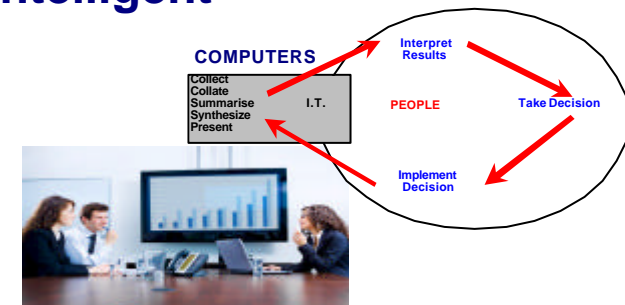 COMPUTERS
Collect
Collate
Summarise
Synthesize
Present
I.T.
PEOPLE
Interpret
Results
Take Decision
Implement
Decision